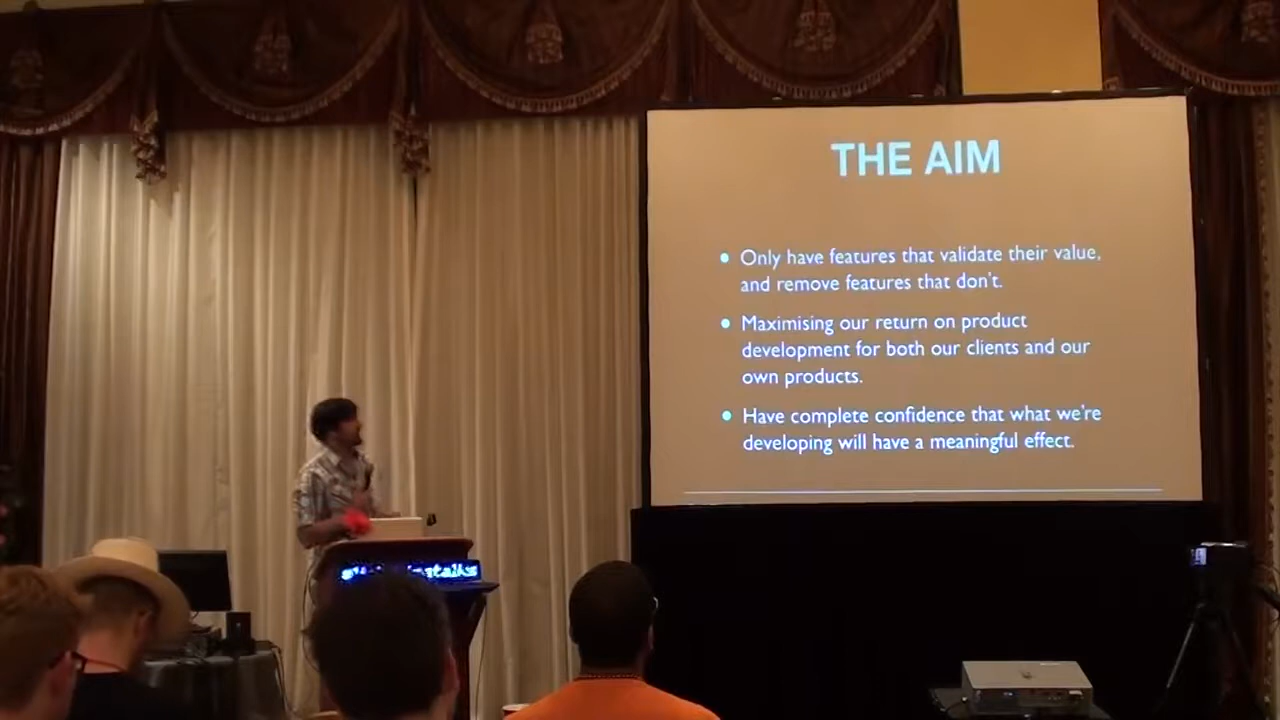 THE AIM
Only have features that validate their value,
and remove features that don't.
Maximising our return on product
development for both our clients and our
own products.
Have complete confidence that what we're
developing will have a meaningful effect.